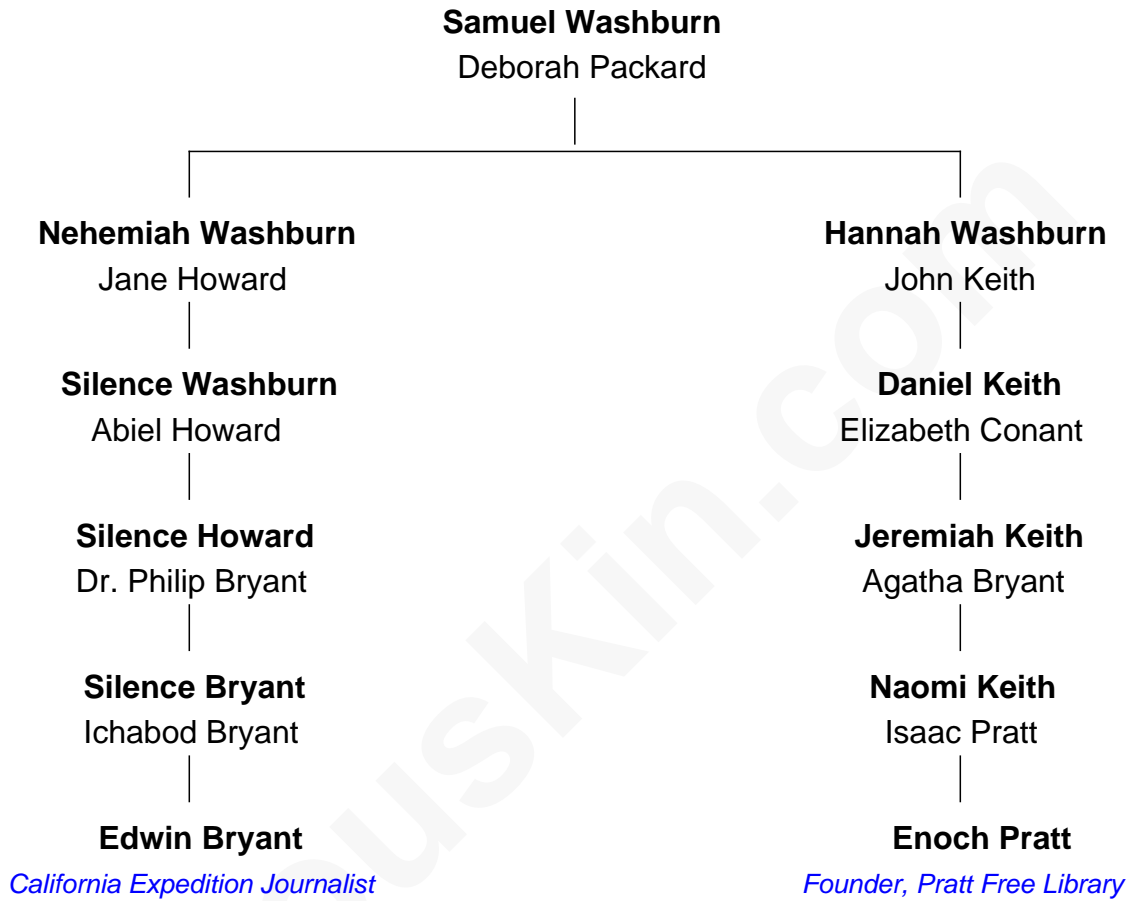 Samuel Washburn
Deborah Packard
Nehemiah Washburn
Jane Howard
Silence Washburn
Abiel Howard
Silence Howard
Dr. Philip Bryant
Silence Bryant
Ichabod Bryant
Edwin Bryant
California Expedition Journalist
Hannah Washburn
John Keith
Daniel Keith
Elizabeth Conant
Jeremiah Keith
Agatha Bryant
Naomi Keith
Isaac Pratt
Enoch Pratt
Founder, Pratt Free Library